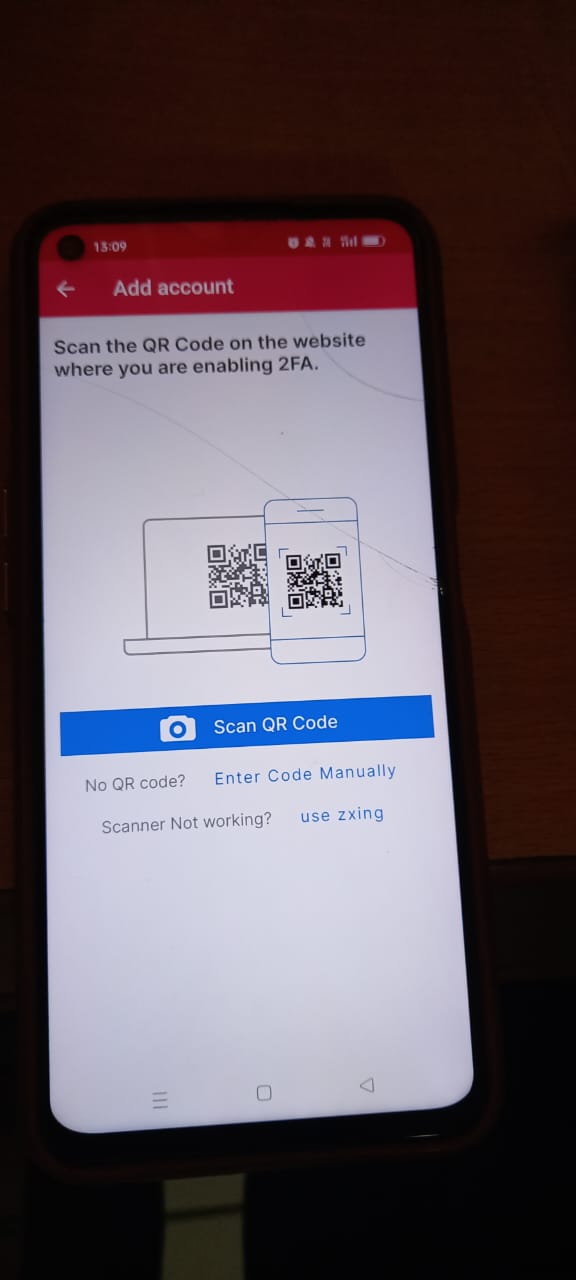 13:09
Add account
Scan the QR Code on the website
where you are enabling 2FA.
Scan QR Code
No QR code? Enter Code Manually
Scanner Not working? use zxing